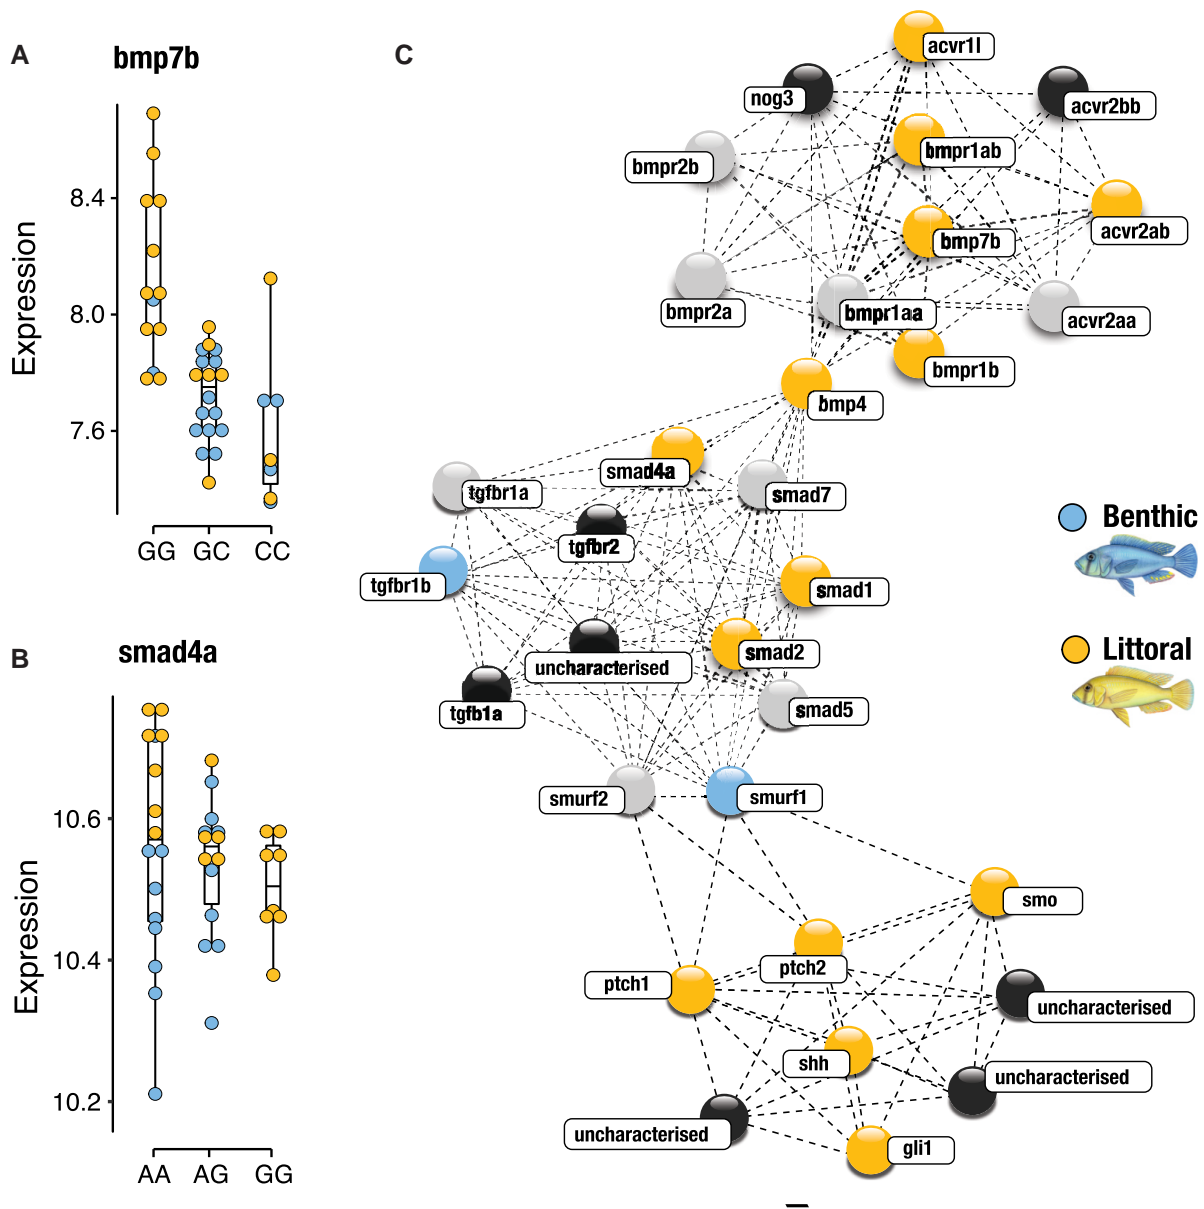 A
bmp7b
Expression
8.4
8.0
7.6
GG GC CC
B
smad4a
Expression
10.6
10.4
10.2
AA AG GG
C
acvr1l
nog3
acvr2bb
bmpr1ab
bmpr2b
acvr2ab
bmp7b
bmpr2a
bmpr1aa
acvr2aa
bmpr1b
bmp4
smad4a
tgfbr1a
smad7
tgfbr2
tgfbr1b
smad1
uncharacterised
smad2
tgfb1a
smad5
smurf2
smurf1
smo
ptch2
ptch1
uncharacterised
shh
uncharacterised
uncharacterised
gli1
Benthic
Littoral